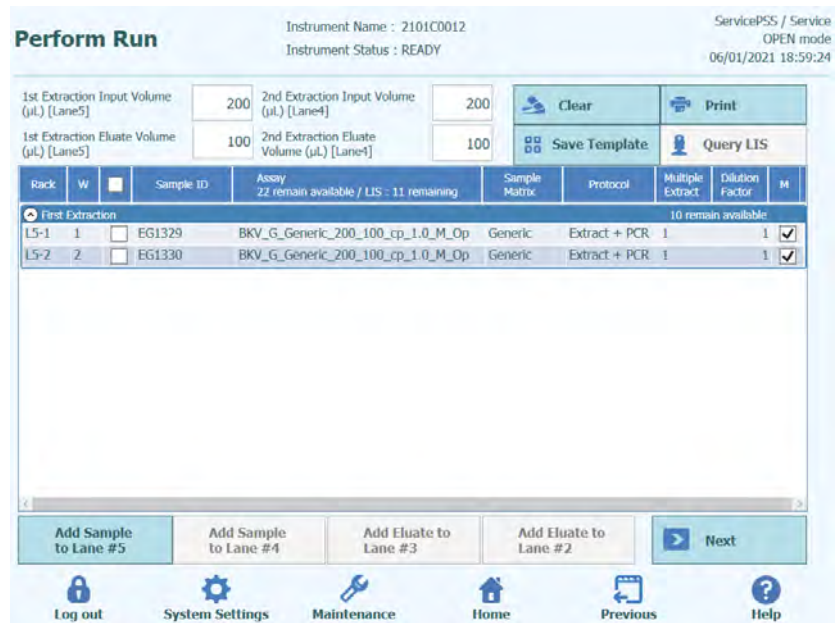 Perform Run
Instrument Name : 2101C0012
Instrument Status : READY
ServicePSS / Service
OPEN mode
06/01/2021 18:59:24
1st Extraction Input Volume
(µL) [Lane5]
200
2nd Extraction Input Volume
(µL) [Lane4]
200
Clear
Print
1st Extraction Eluate Volume
(µL) [Lane5]
100
2nd Extraction Eluate
Volume (µL) [Lane4]
100
Save Template
Query LIS
Rack W Sample ID Assay
22 remain available / LIS : 11 remaining
Sample
Matrix
Protocol
Multiple
Extract
Dilution
Factor
M
First Extraction 10 remain available
L5-1 1 EG1329 BKV_G_Generic_200_100_cp_1.0_M_Op Generic Extract + PCR 1 1
L5-2 2 EG1330 BKV_G_Generic_200_100_cp_1.0_M_Op Generic Extract + PCR 1 1
Add Sample
to Lane #5
Add Sample
to Lane #4
Add Eluate to
Lane #3
Add Eluate to
Lane #2
Next
Log out System Settings Maintenance Home Previous Help